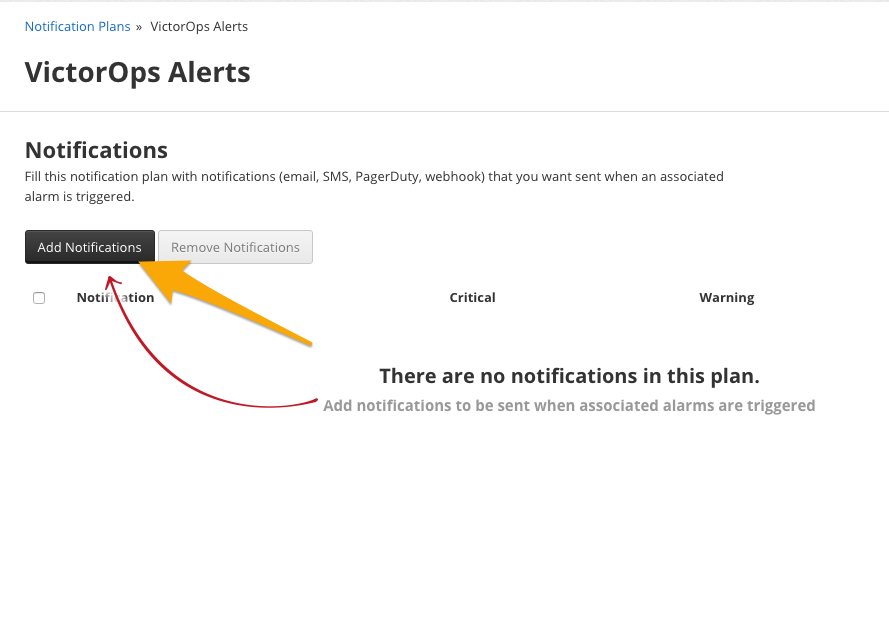 Notification Plans » VictorOps Alerts
VictorOps Alerts
Notifications
Fill this notification plan with notifications (email, SMS, PagerDuty, webhook) that you want sent when an associated
alarm is triggered.
Add Notifications Remove Notifications
Notification Critical Warning
There are no notifications in this plan.
Add notifications to be sent when associated alarms are triggered